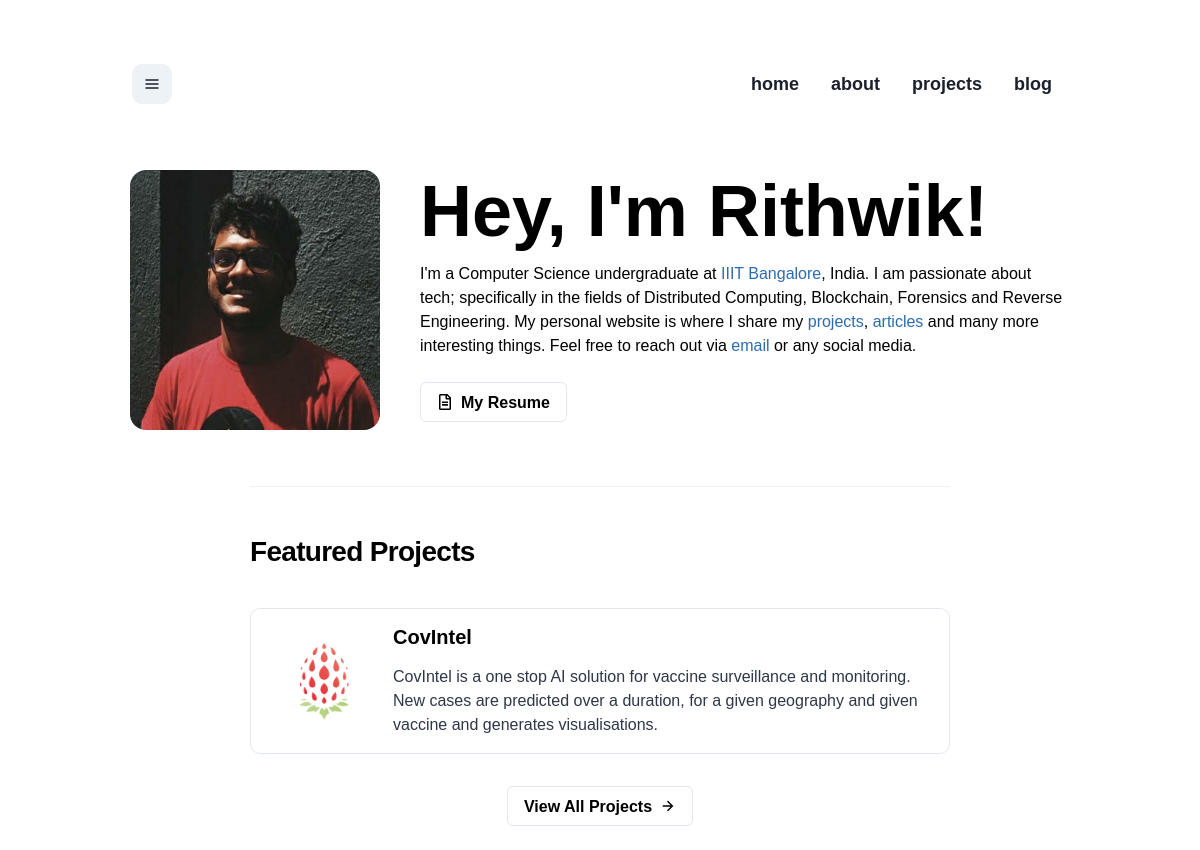 home about projects blog
Hey, I'm Rithwik!
I'm a Computer Science undergraduate at IIIT Bangalore, India. I am passionate about
tech; specifically in the fields of Distributed Computing, Blockchain, Forensics and Reverse
Engineering. My personal website is where I share my projects, articles and many more
interesting things. Feel free to reach out via email or any social media.
My Resume
Featured Projects
CovIntel
CovIntel is a one stop AI solution for vaccine surveillance and monitoring.
New cases are predicted over a duration, for a given geography and given
vaccine and generates visualisations.
View All Projects